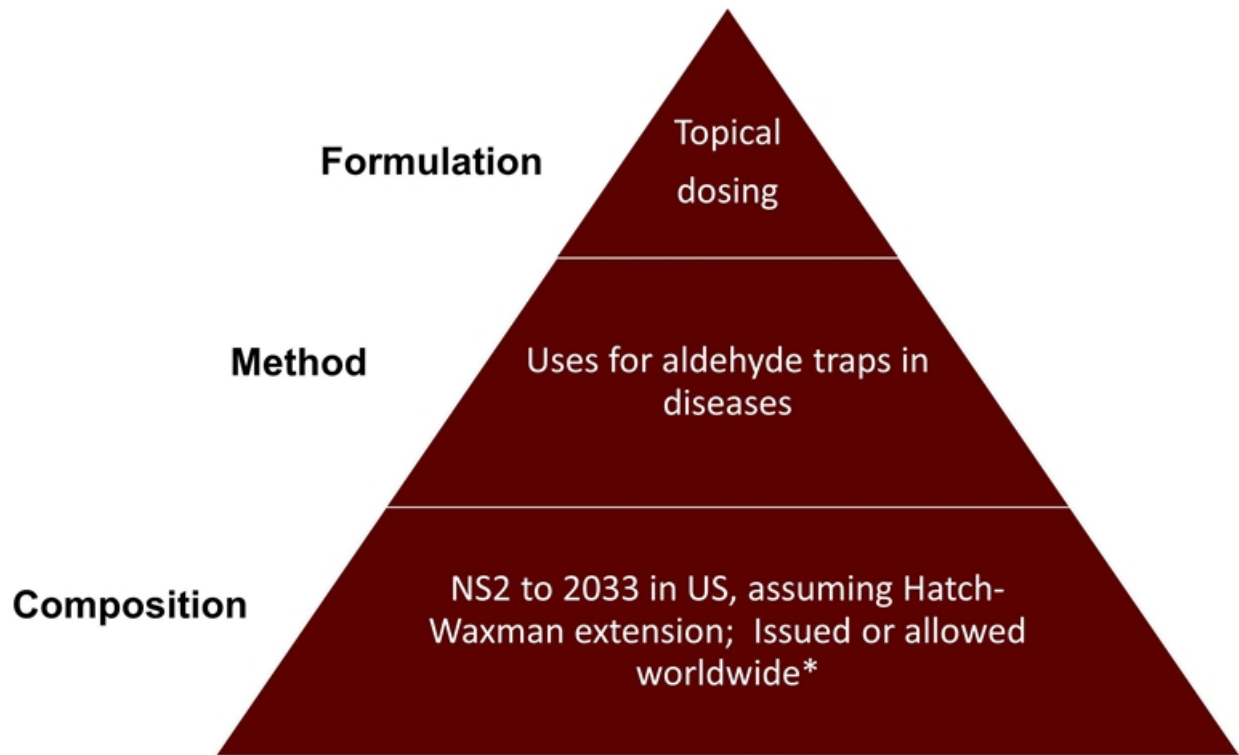 Formulation
Topical
dosing
Method
Uses for aldehyde traps in
diseases
Composition
NS2 to 2033 in US, assuming Hatch-
Waxman extension;  Issued or allowed
worldwide*